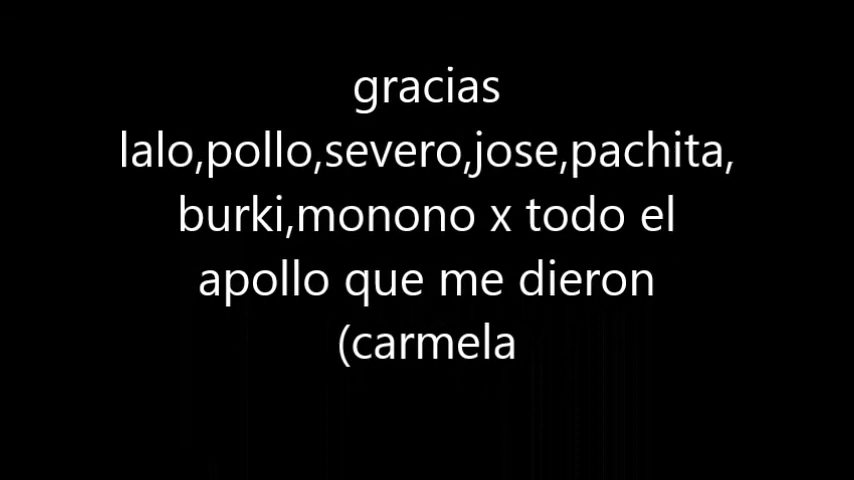 gracias
lalo,pollo,severo,jose,pachita,
burki,monono x todo el
apollo que me dieron
(carmela